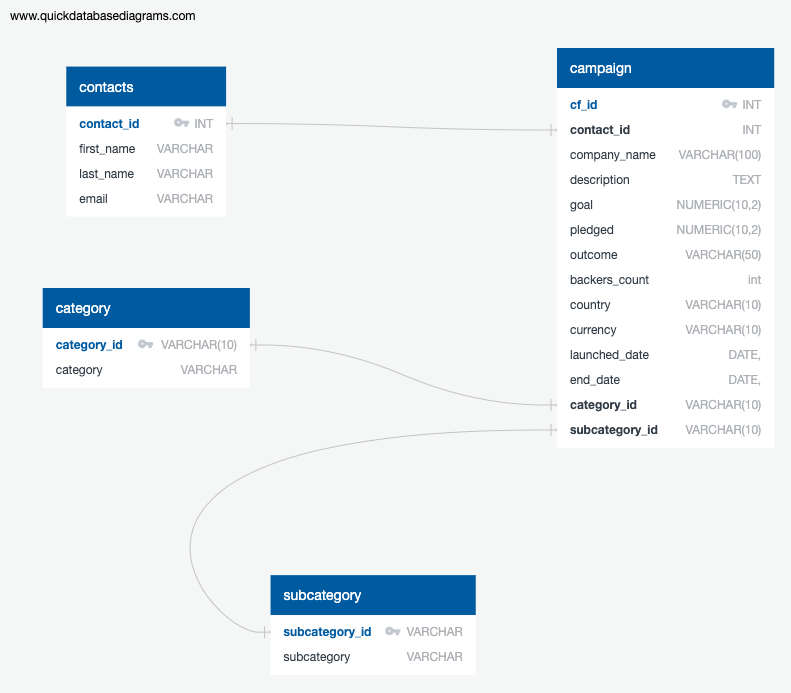 www.quickdatabasediagrams.com
contacts
contact_id INT
first_name VARCHAR
last_name VARCHAR
email VARCHAR
campaign
cf_id INT
contact_id INT
company_name VARCHAR(100)
description TEXT
goal NUMERIC(10,2)
pledged NUMERIC(10,2)
outcome VARCHAR(50)
backers_count int
country VARCHAR(10)
currency VARCHAR(10)
launched_date DATE,
end_date DATE,
category_id VARCHAR(10)
subcategory_id VARCHAR(10)
category
category_id VARCHAR(10)
category VARCHAR
subcategory
subcategory_id VARCHAR
subcategory VARCHAR